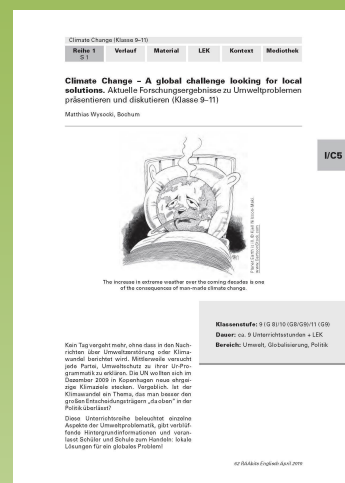 Climate Change (Klasse 9–11)
Reihe 1 Verlauf Material LEK Kontext Mediothek
S 1
Climate Change – A global challenge looking for local
solutions. Aktuelle Forschungsergebnisse zu Umweltproblemen
präsentieren und diskutieren (Klasse 9–11)
Matthias Wysocki, Bochum
I/C5
www.CartoonStock.com
The increase in extreme weather over the coming decades is one
of the consequences of man-made climate change.
Klassenstufe: 9 (G 8)/10 (G8/G9)/11 (G9)
Dauer: ca. 9 Unterrichtsstunden + LEK
Bereich: Umwelt, Globalisierung, Politik
Kein Tag vergeht mehr, ohne dass in den Nach-
richten über Umweltzerstörung oder Klima-
wandel berichtet wird. Mittlerweile versucht
jede Partei, Umweltschutz zu ihrer Ur-Pro-
grammatik zu erklären. Die UN wollten sich im
Dezember 2009 in Kopenhagen neue ehrgei-
zige Klimaziele stecken. Vergeblich. Ist der
Klimawandel ein Thema, das man besser den
großen Entscheidungsträgern „da oben“ in der
Politik überlässt?
Diese Unterrichtsreihe beleuchtet einzelne
Aspekte der Umweltproblematik, gibt verblüf-
fende Hintergrundinformationen und veran-
lasst Schüler und Schule zum Handeln: lokale
Lösungen für ein globales Problem!
62 RAAbits Englisch April 2010